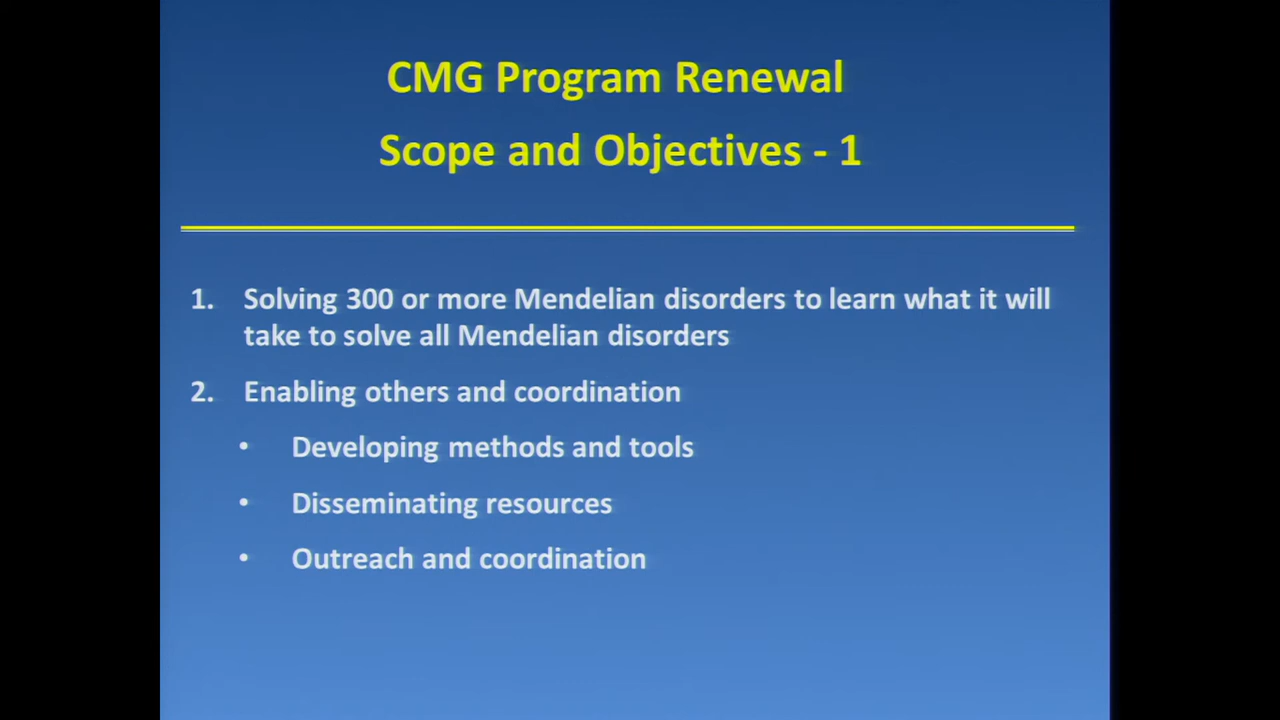 CMG Program Renewal
Scope and Objectives - 1
1. Solving 300 or more Mendelian disorders to learn what it will
take to solve all Mendelian disorders
2. Enabling others and coordination
• Developing methods and tools
• Disseminating resources
• Outreach and coordination